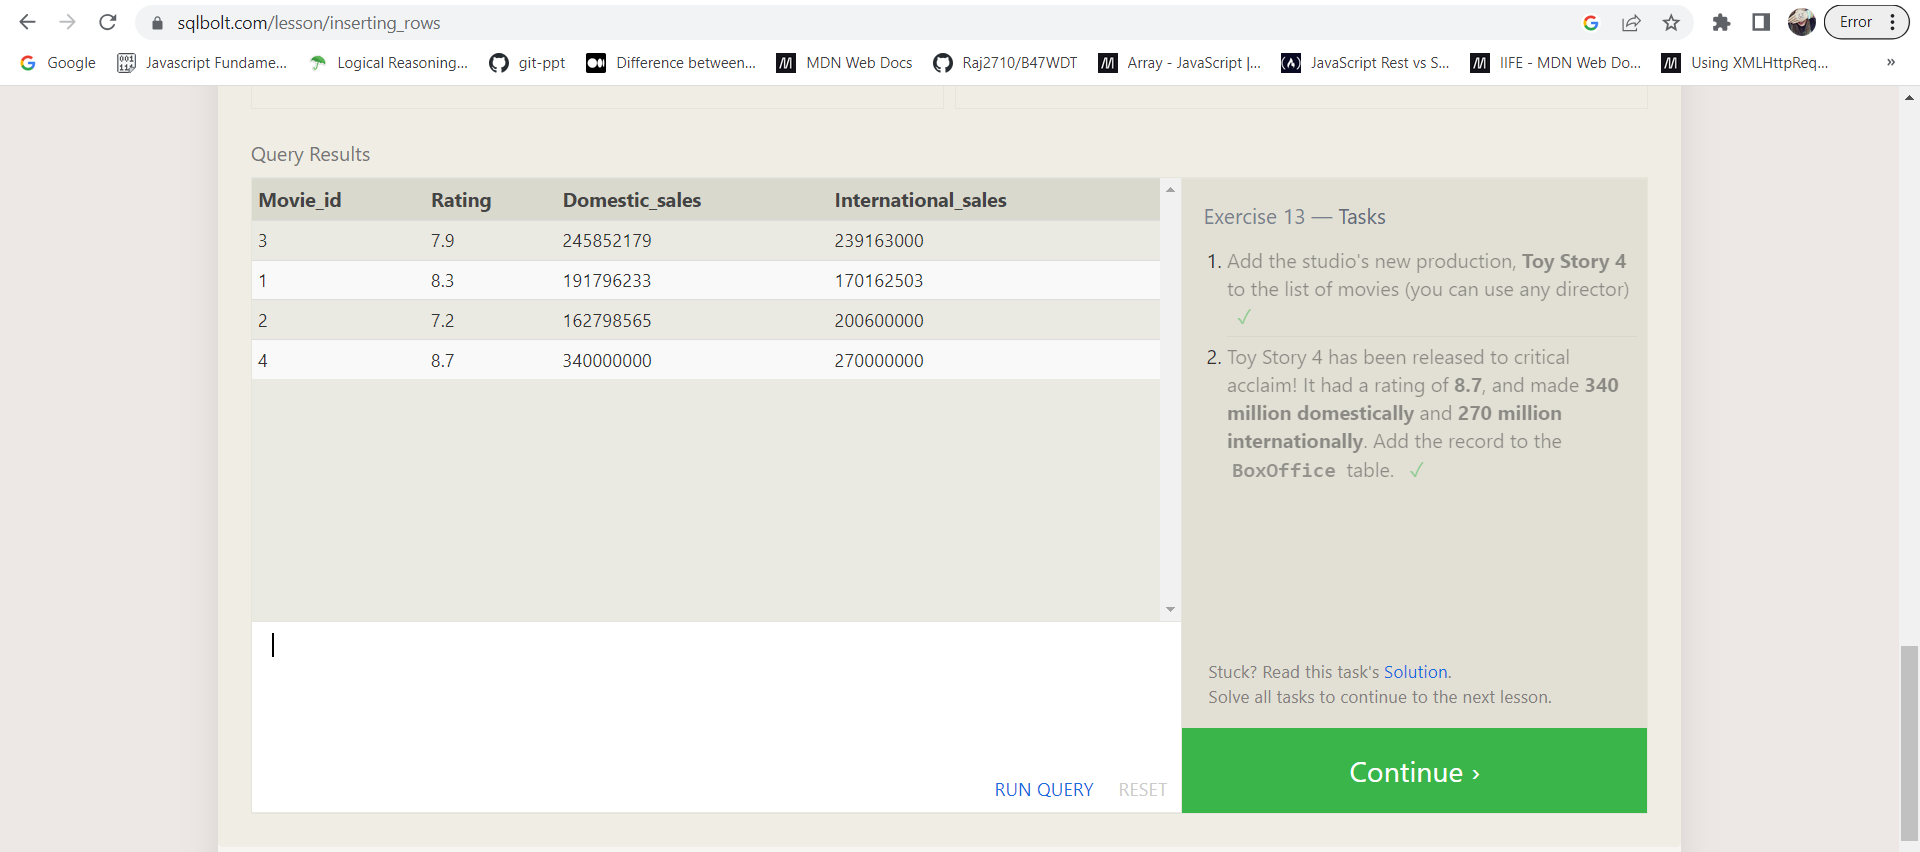 sqlbolt.com/lesson/inserting_rows
Error
Google
Javascript Fundame...
Logical Reasoning...
git-ppt
Difference between...
MDN Web Docs
Raj2710/B47WDT
Array - JavaScript |...
JavaScript Rest vs S...
IIFE - MDN Web Do...
Using XMLHttpReq...
»
Query Results
Movie_id Rating Domestic_sales International_sales
3 7.9 245852179 239163000
1 8.3 191796233 170162503
2 7.2 162798565 200600000
4 8.7 340000000 270000000
Exercise 13 — Tasks
1. Add the studio's new production, Toy Story 4
to the list of movies (you can use any director)
✓
2. Toy Story 4 has been released to critical
acclaim! It had a rating of 8.7, and made 340
million domestically and 270 million
internationally. Add the record to the
BoxOffice table. ✓
Stuck? Read this task's Solution.
Solve all tasks to continue to the next lesson.
RUN QUERY RESET
Continue ›